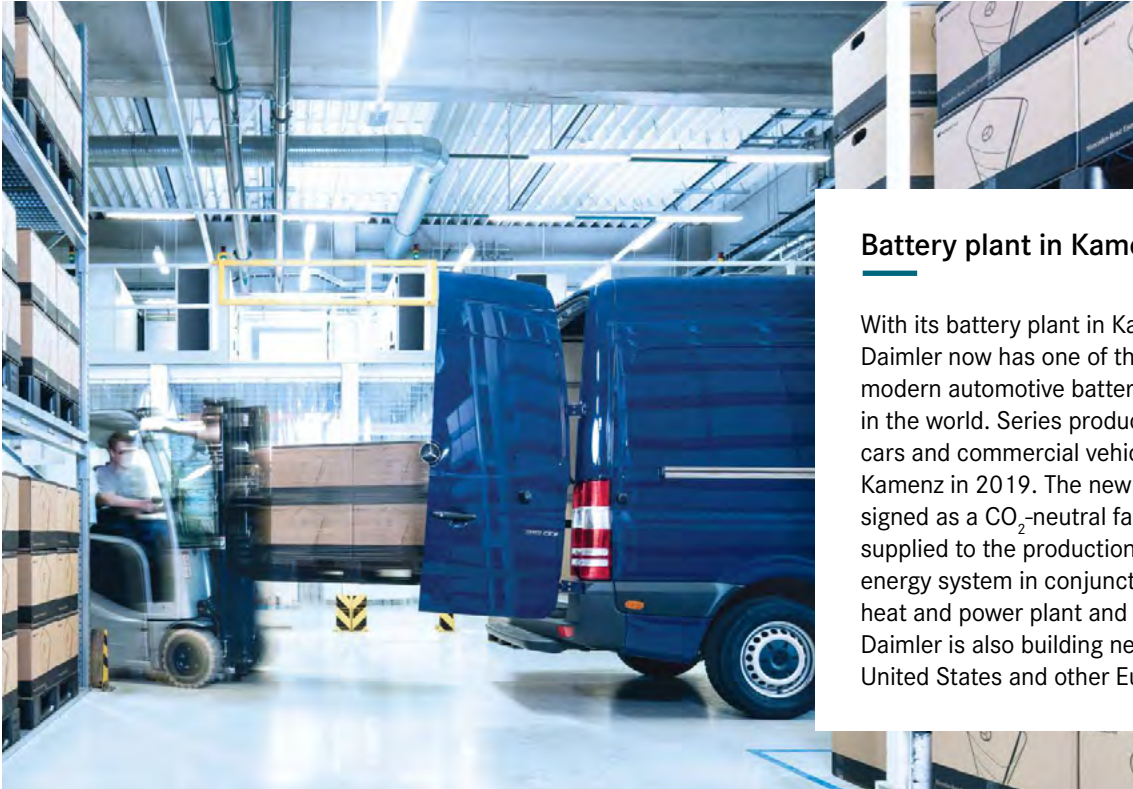 Battery plant in Kame
With its battery plant in Ka
Daimler now has one of th
modern automotive batter
in the world. Series produc
cars and commercial vehic
Kamenz in 2019. The new
signed as a CO₂-neutral fa
supplied to the production
energy system in conjunct
heat and power plant and
Daimler is also building ne
United States and other Eu